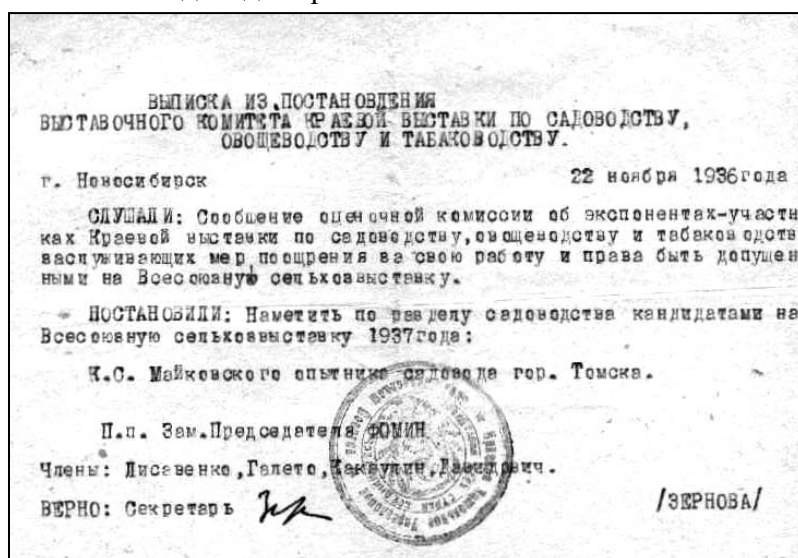 ВЫПИСКА ИЗ ПОСТАНОВЛЕНИЯ
ВЫСТАВОЧНОГО КОМИТЕТА КРАЕВОЙ ВЫСТАВКИ ПО САДОВОДСТВУ,
ОВОЩЕВОДСТВУ И ТАБАКОВОДСТВУ.
г. Новосибирск 22 ноября 1936года
СЛУШАЛИ: Сообщение оценочной комиссии об экспонентах-участн
ках Краевой выставки по садоводству,овощеводству и табаководств
заслуживающих мер поощрения за свою работу и права быть допущен
ными на Всесоюзную сельхозвыставку.
ПОСТАНОВИЛИ: Наметить по разделу садоводства кандидатами на
Всесоюзную сельхозвыставку 1937года:
К.С. Майковского опытника садовода гор. Томска.
П.п. Зам.Председателя ФОМИН
Члены: Лисавенко,Галето,
ВЕРНО: Секретарь /ЗЕРНОВА/